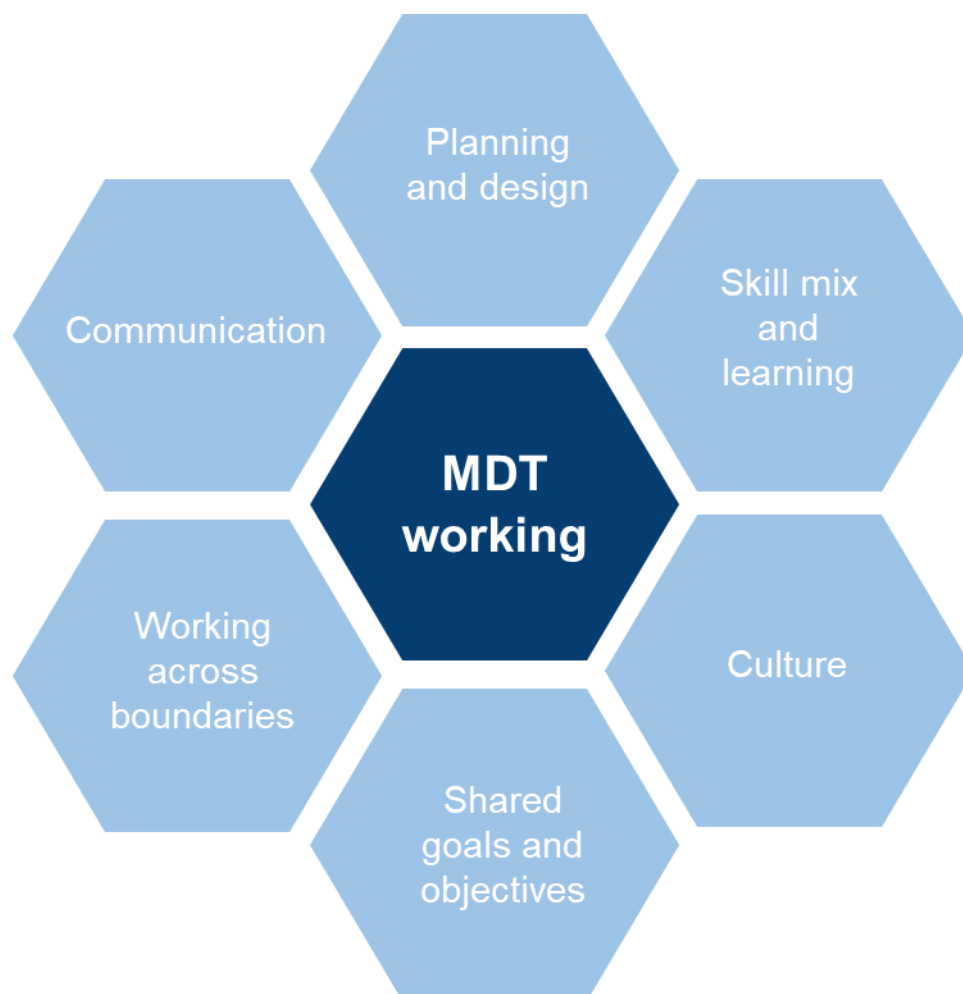 Planning
and design
Skill mix
and
learning
Communication
MDT
working
Culture
Working
across
boundaries
Shared
goals and
objectives